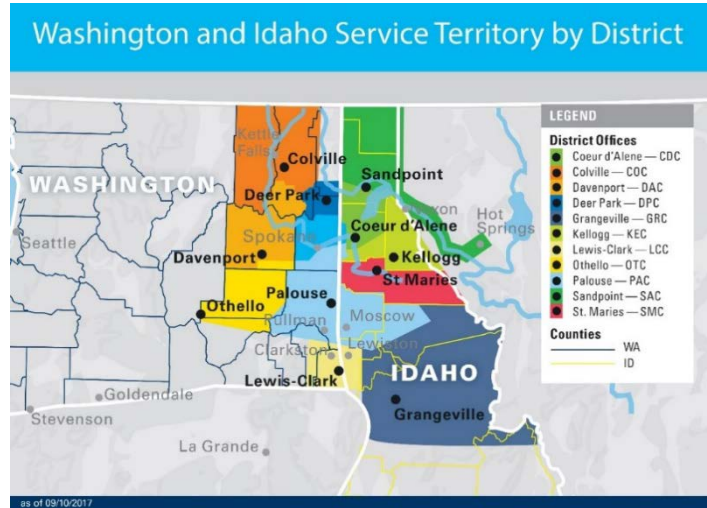 Washington and Idaho Service Territory by District
Kettle
Falls
Colville
WASHINGTON
Sandpoint
Deer Park
Hot
Springs
Seattle
Spokane
Coeur d'Alene
Davenport
Kellogg
St Maries
Othello
Palouse
Pullman
Moscow
Clarkston
Lewiston
Lewis-Clark
IDAHO
Goldendale
Grangeville
Stevenson
La Grande
LEGEND
District Offices
Coeur d'Alene — CDC
Colville — COC
Davenport — DAC
Deer Park — DPC
Grangeville — GRC
Kellogg — KEC
Lewis-Clark — LCC
Othello — OTC
Palouse — PAC
Sandpoint — SAC
St. Maries — SMC
Counties
WA
ID
as of 09/10/2017